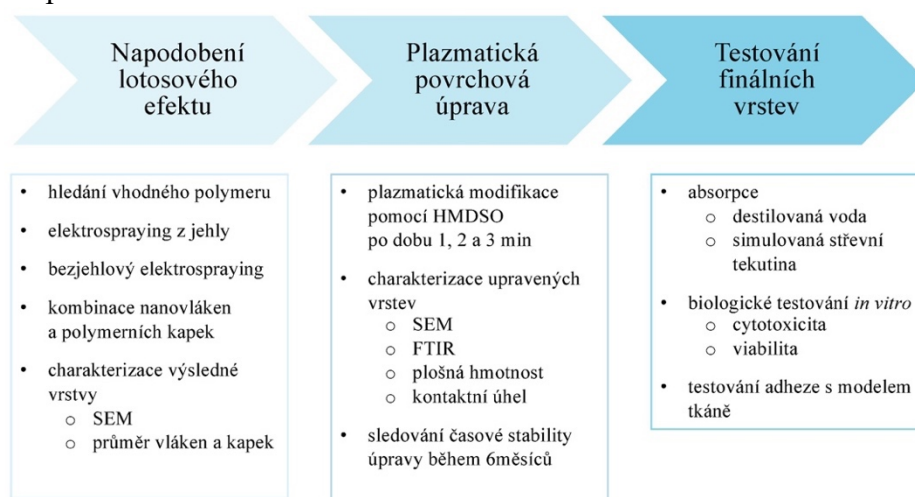 Napodobení
lotosového
efektu
Plazmatická
povrchová
úprava
Testování
finálních
vrstev
• hledání vhodného polymeru
• elektrospraying z jehly
• bezjehlový elektrospraying
• kombinace nanovláken
a polymerních kapek
• charakterizace výsledné
vrstvy
o SEM
o průměr vláken a kapek
• plazmatická modifikace
pomocí HMDSO
po dobu 1, 2 a 3 min
• charakterizace upravených
vrstev
o SEM
o FTIR
o plošná hmotnost
o kontaktní úhel
• sledování časové stability
úpravy během 6měsíců
• absorpce
o destilovaná voda
o simulovaná střevní
tekutina
• biologické testování in vitro
o cytotoxicita
o viabilita
• testování adheze s modelem
tkáně